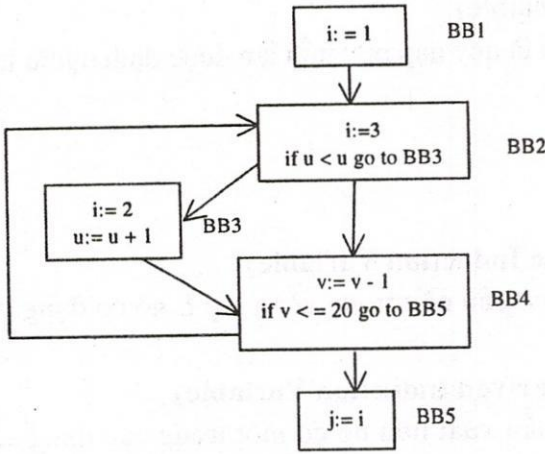 i: = 1
BB1
i:=3
if u < u go to BB3
BB2
i:= 2
u:= u + 1
BB3
v:= v - 1
if v <= 20 go to BB5
BB4
j:= i
BB5